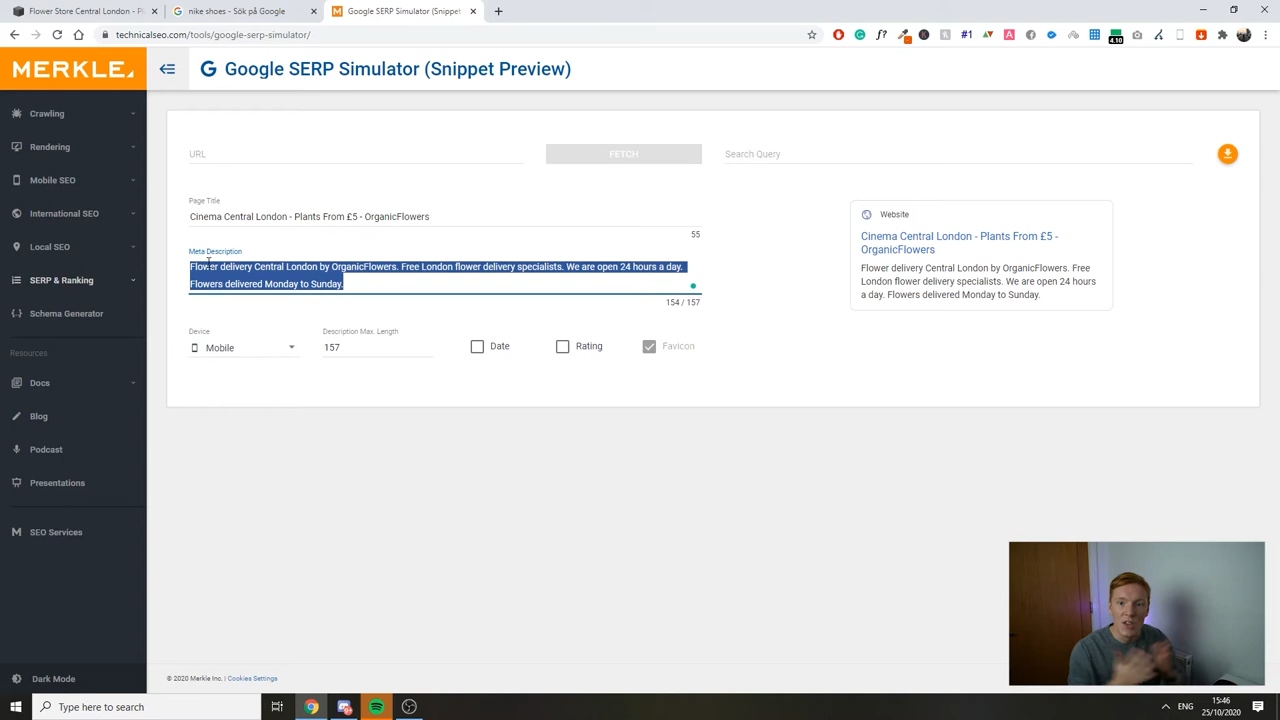 Flower Store Central London - P
nike shoes - Sök på Google
Google SERP Simulator (Snippet
technicalseo.com/tools/google-serp-simulator/
4.10
MERKLE
Google SERP Simulator (Snippet Preview)
Crawling
Rendering
Mobile SEO
International SEO
Local SEO
SERP & Ranking
Schema Generator
Resources
Docs
Blog
Podcast
Presentations
SEO Services
Dark Mode
URL
FETCH
Search Query
Page Title
Cinema Central London - Plants From £5 - OrganicFlowers
55
Meta Description
Flower delivery Central London by OrganicFlowers. Free London flower delivery specialists. We are open 24 hours a day.
Flowers delivered Monday to Sunday.
154 / 157
Device
Mobile
Description Max. Length
157
Date
Rating
Favicon
Website
Cinema Central London - Plants From £5 -
OrganicFlowers
Flower delivery Central London by OrganicFlowers. Free
London flower delivery specialists. We are open 24 hours
a day. Flowers delivered Monday to Sunday.
© 2020 Merkle Inc. | Cookies Settings
Type here to search
ENG
15:46
25/10/2020